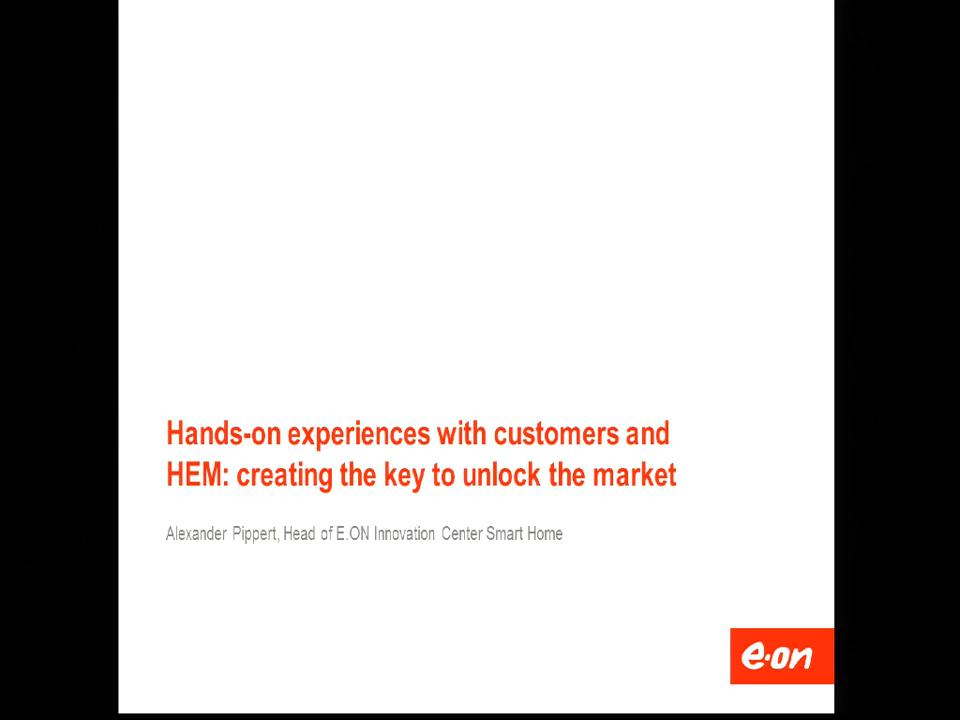 Hands-on experiences with customers and
HEM: creating the key to unlock the market
Alexander Pippert, Head of E.ON Innovation Center Smart Home
e·on